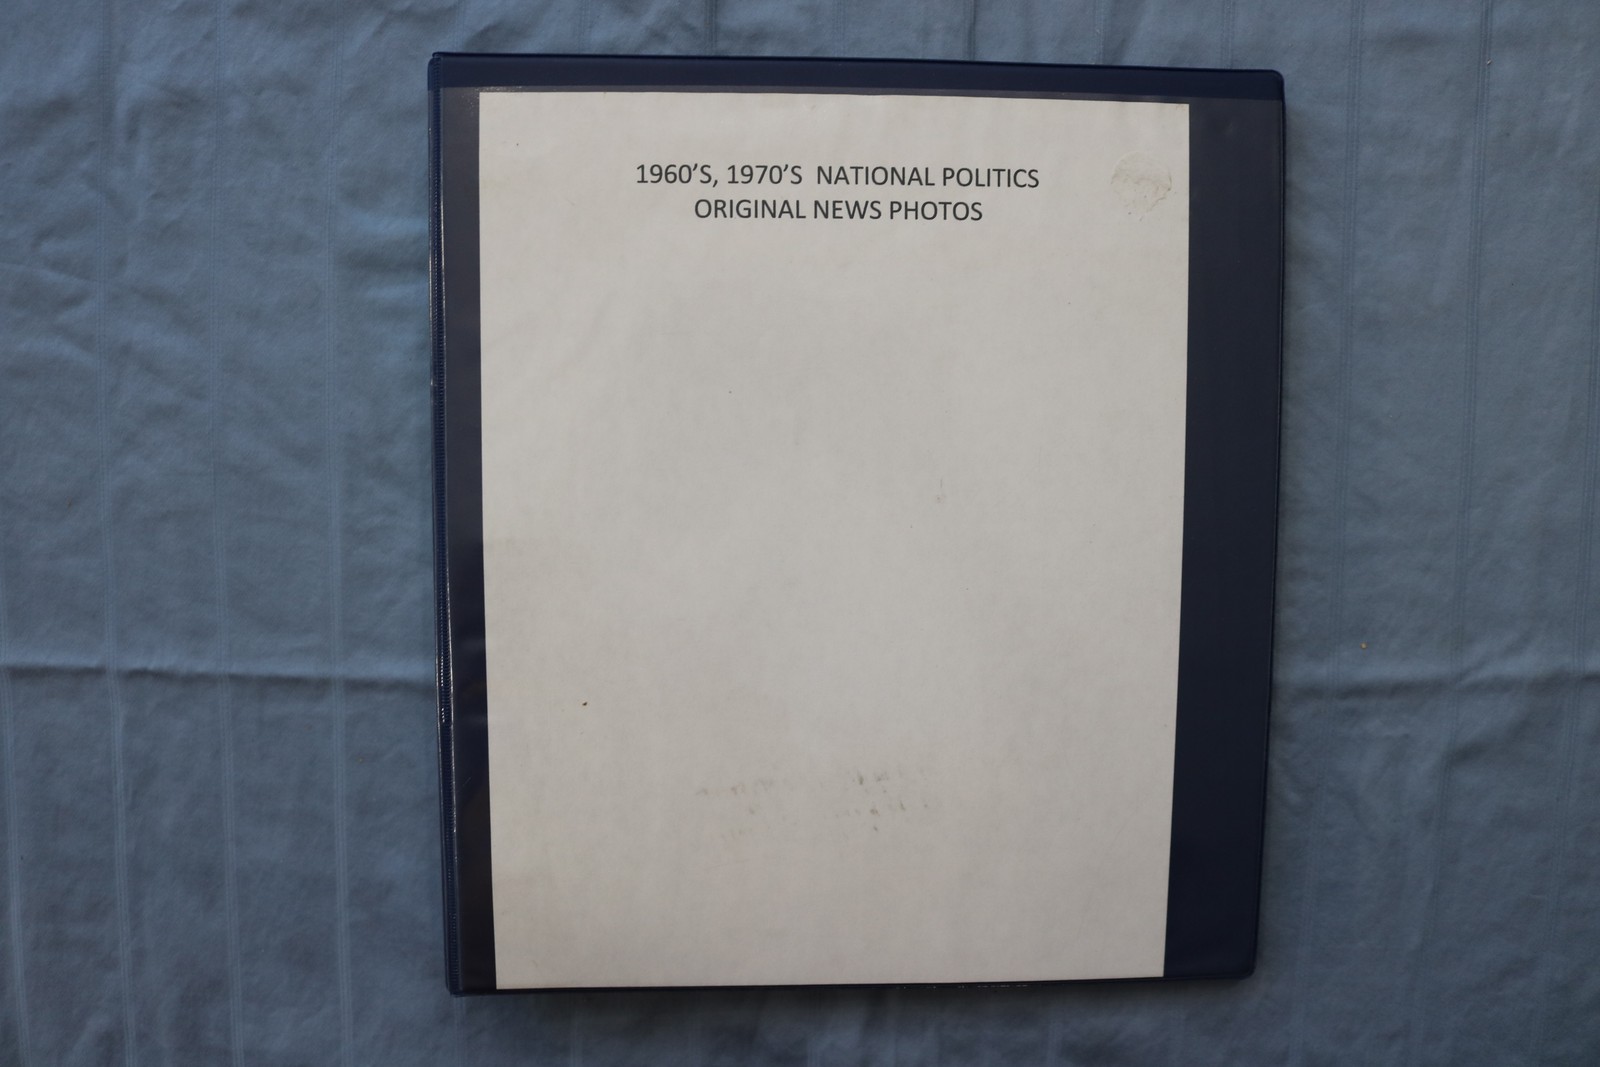 1960'S, 1970'S  NATIONAL POLITICS
ORIGINAL NEWS PHOTOS